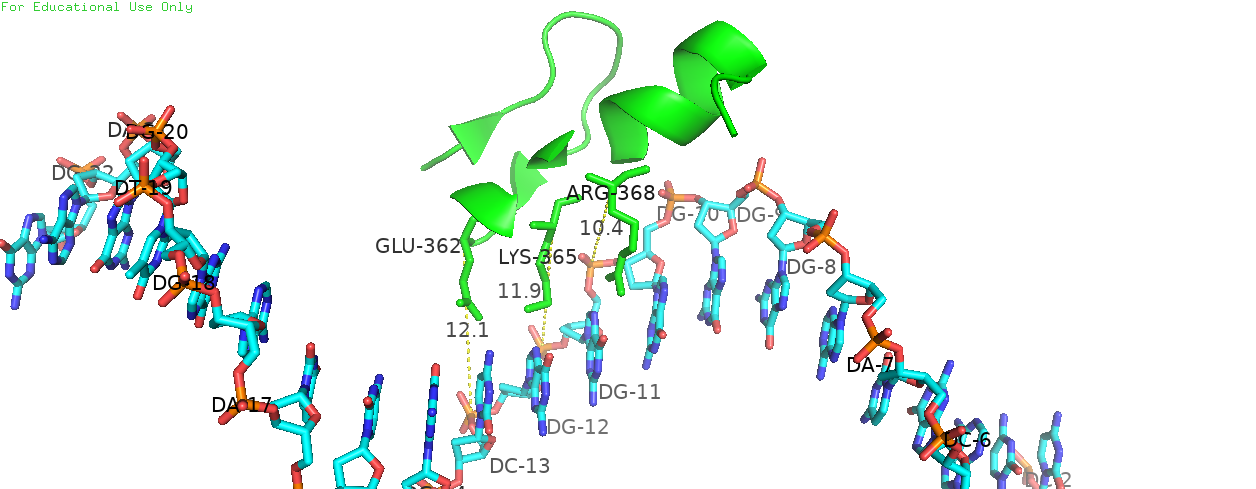 For Educational Use Only
DG-20
DT-19
ARG-368
DG-10
DG-9
10.4
GLU-362
LYS-365
DG-8
DG-18
11.9
12.1
DA-7
DG-11
DA-17
DG-12
DC-6
DC-13
DC-2